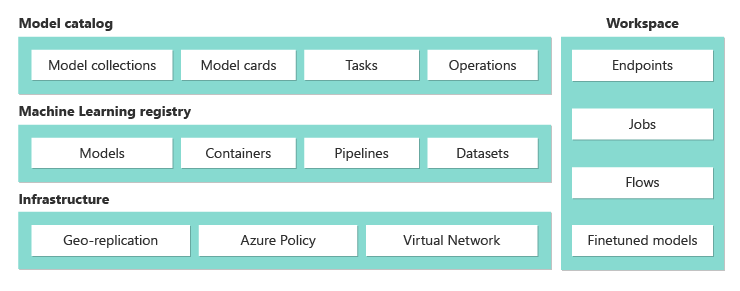 Model catalog
Model collections
Model cards
Tasks
Operations
Machine Learning registry
Models
Containers
Pipelines
Datasets
Infrastructure
Geo-replication
Azure Policy
Virtual Network
Workspace
Endpoints
Jobs
Flows
Finetuned models